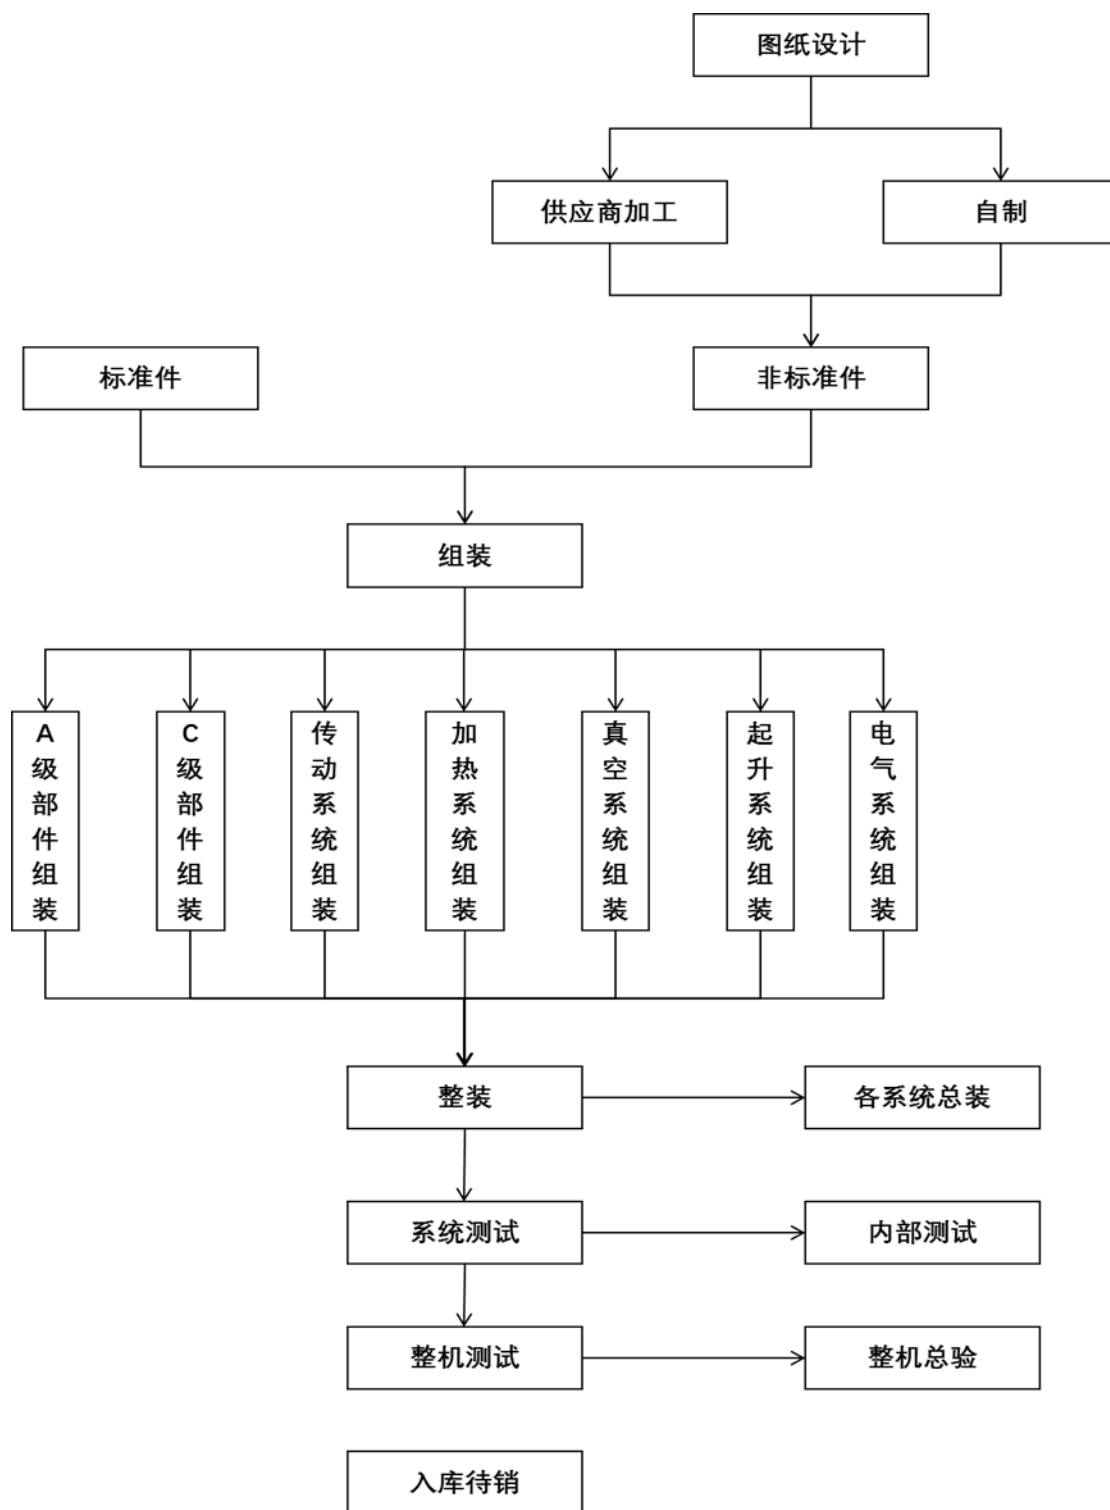 图纸设计
供应商加工
自制
标准件
非标准件
组装
A级部件组装
C级部件组装
传动系统组装
加热系统组装
真空系统组装
起升系统组装
电气系统组装
整装
各系统总装
系统测试
内部测试
整机测试
整机总验
入库待销